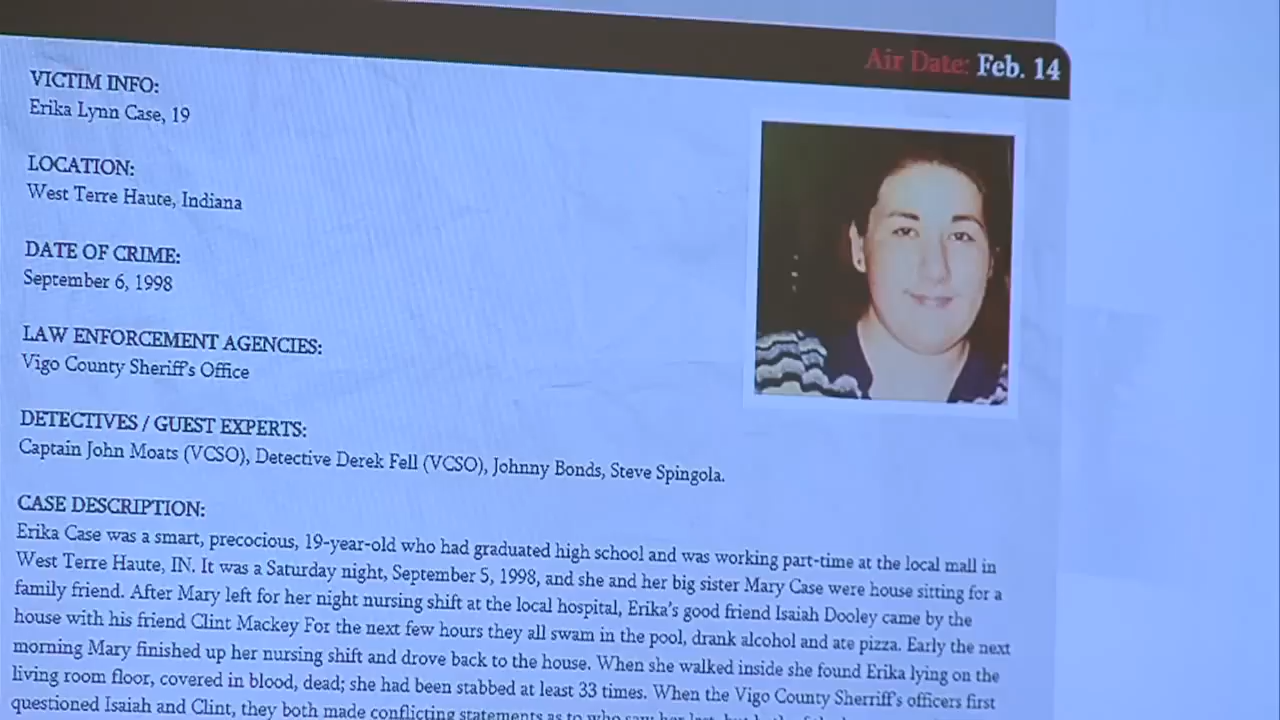 Air Date: Feb. 14
VICTIM INFO:
Erika Lynn Case, 19
LOCATION:
West Terre Haute, Indiana
DATE OF CRIME:
September 6, 1998
LAW ENFORCEMENT AGENCIES:
Vigo County Sheriff's Office
DETECTIVES / GUEST EXPERTS:
Captain John Moats (VCSO), Detective Derek Fell (VCSO), Johnny Bonds, Steve Spingola.
CASE DESCRIPTION:
Erika Case was a smart, precocious, 19-year-old who had graduated high school and was working part-time at the local mall in
West Terre Haute, IN. It was a Saturday night, September 5, 1998, and she and her big sister Mary Case were house sitting for a
family friend. After Mary left for her night nursing shift at the local hospital, Erika's good friend Isaiah Dooley came by the
house with his friend Clint Mackey For the next few hours they all swam in the pool, drank alcohol and ate pizza. Early the next
morning Mary finished up her nursing shift and drove back to the house. When she walked inside she found Erika lying on the
living room floor, covered in blood, dead; she had been stabbed at least 33 times. When the Vigo County Sherriff's officers first
questioned Isaiah and Clint, they both made conflicting statements as to who saw her last, but both of the